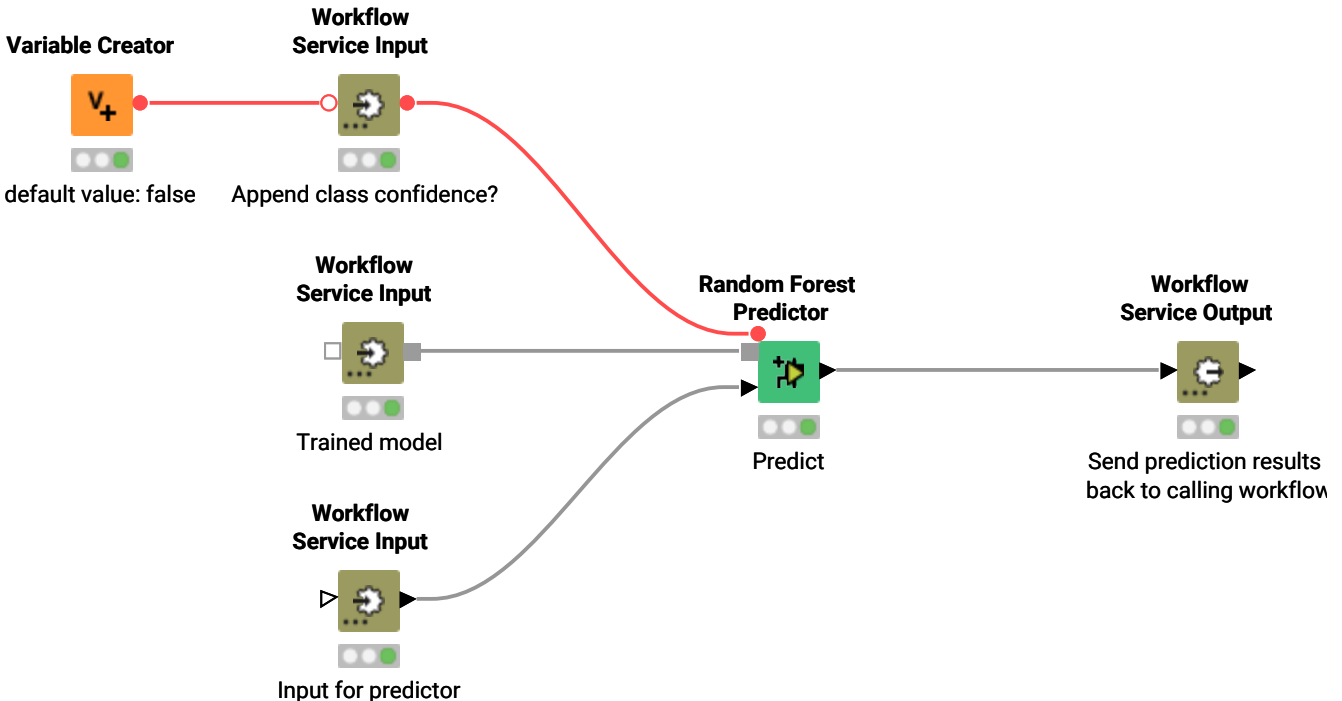 Workflow
Service Input
Variable Creator
V+
default value: false
Append class confidence?
Workflow
Service Input
Trained model
Random Forest
Predictor
Predict
Workflow
Service Output
Send prediction results
back to calling workflow
Workflow
Service Input
Input for predictor